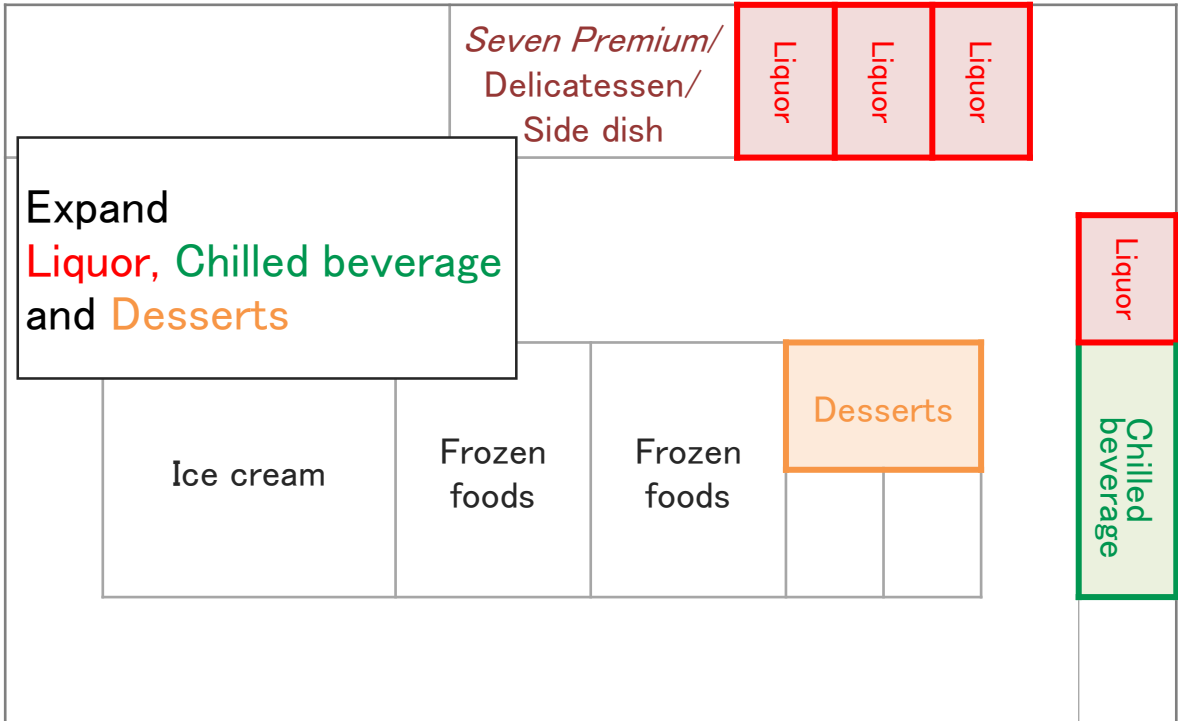 Seven Premium/
Delicatessen/
Side dish
Liquor
Liquor
Liquor
Expand
Liquor, Chilled beverage
and Desserts
Liquor
Desserts
Chilled
beverage
Ice cream
Frozen
foods
Frozen
foods